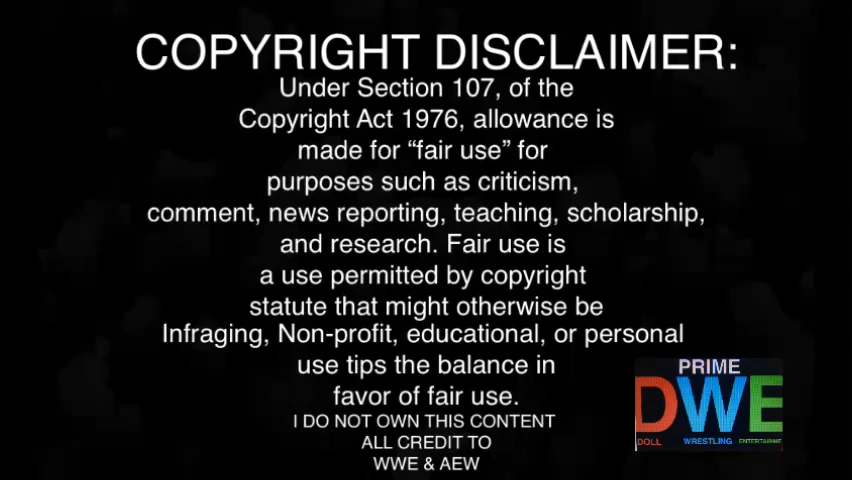 COPYRIGHT DISCLAIMER:
Under Section 107, of the
Copyright Act 1976, allowance is
made for “fair use” for
purposes such as criticism,
comment, news reporting, teaching, scholarship,
and research. Fair use is
a use permitted by copyright
statute that might otherwise be
Infraging, Non-profit, educational, or personal
use tips the balance in
favor of fair use.
I DO NOT OWN THIS CONTENT
ALL CREDIT TO
WWE & AEW
PRIME
DWE
DOLL WRESTLING